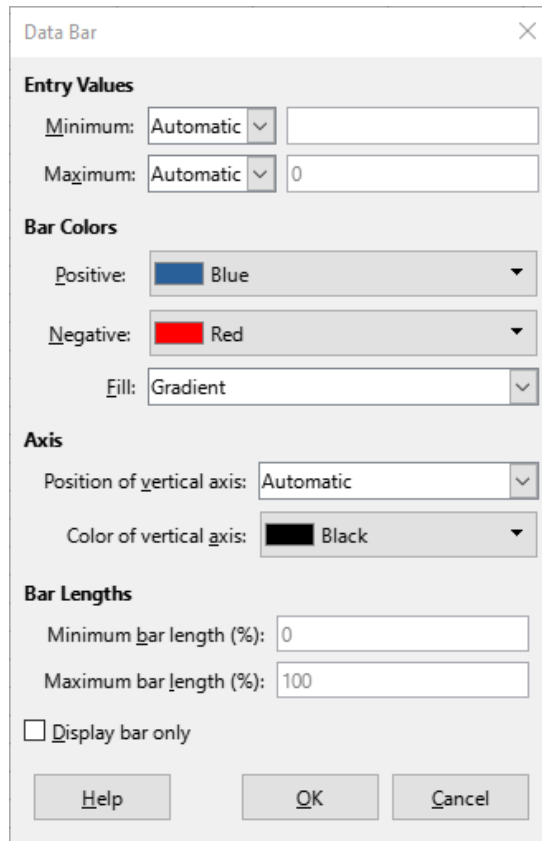 Data Bar
Entry Values
Minimum: Automatic
Maximum: Automatic 0
Bar Colors
Positive: Blue
Negative: Red
Fill: Gradient
Axis
Position of vertical axis: Automatic
Color of vertical axis: Black
Bar Lengths
Minimum bar length (%): 0
Maximum bar length (%): 100
Display bar only
Help OK Cancel